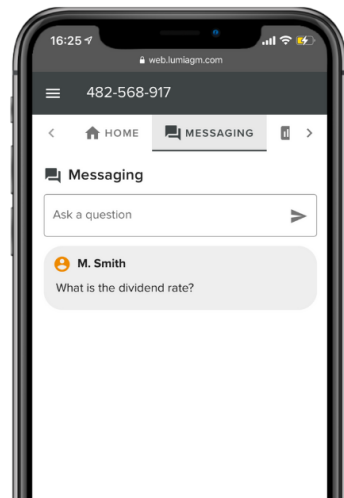 16:25
web.lumiagm.com
482-568-917
HOME
MESSAGING
Messaging
Ask a question
M. Smith
What is the dividend rate?